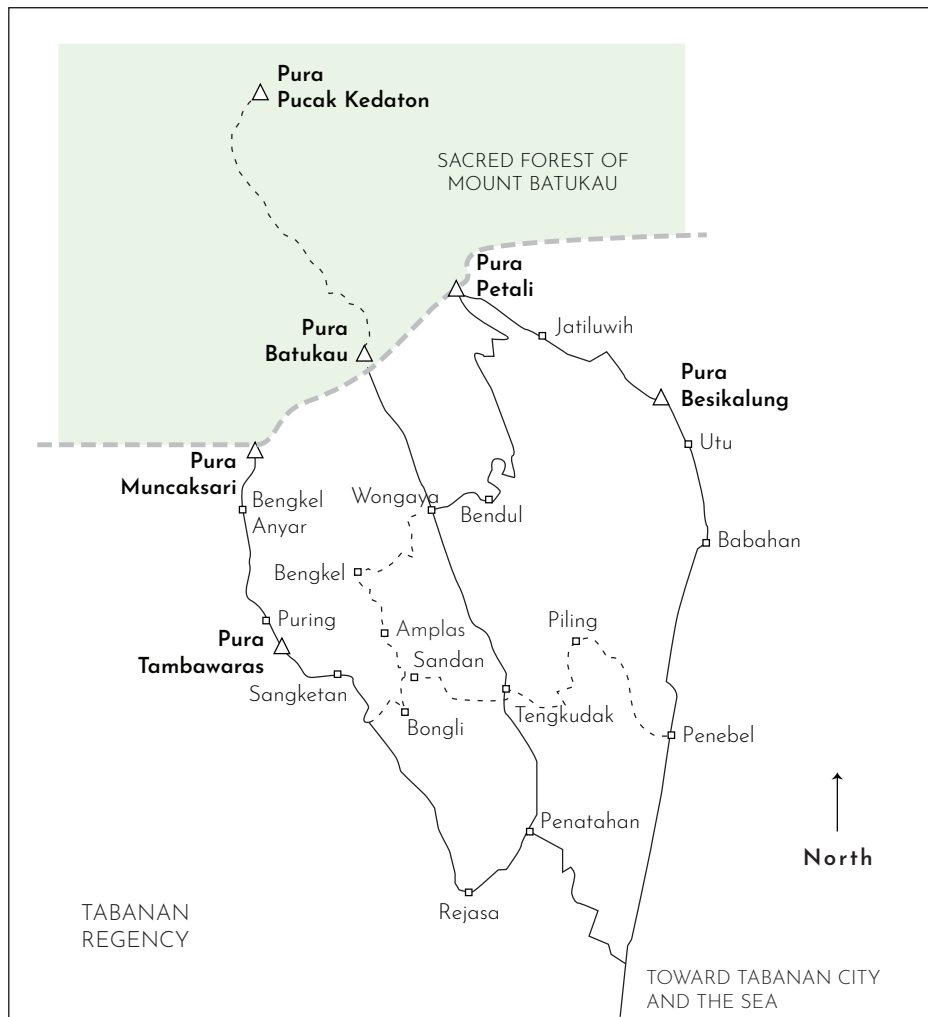 Pura
Pucak Kedaton
SACRED FOREST OF
MOUNT BATUKAU
Pura
Petali
Pura
Batukau
Jatiluwih
Pura
Besikalung
Utu
Pura
Muncaksari
Bengkel
Anyar
Wongaya
Bendul
Babahan
Bengkel
Puring
Amplas
Piling
Pura
Tambawaras
Sandan
Sangketan
Tengkudak
Bongli
Penebel
Penatahan
North
Rejasa
TABANAN
REGENCY
TOWARD TABANAN CITY
AND THE SEA